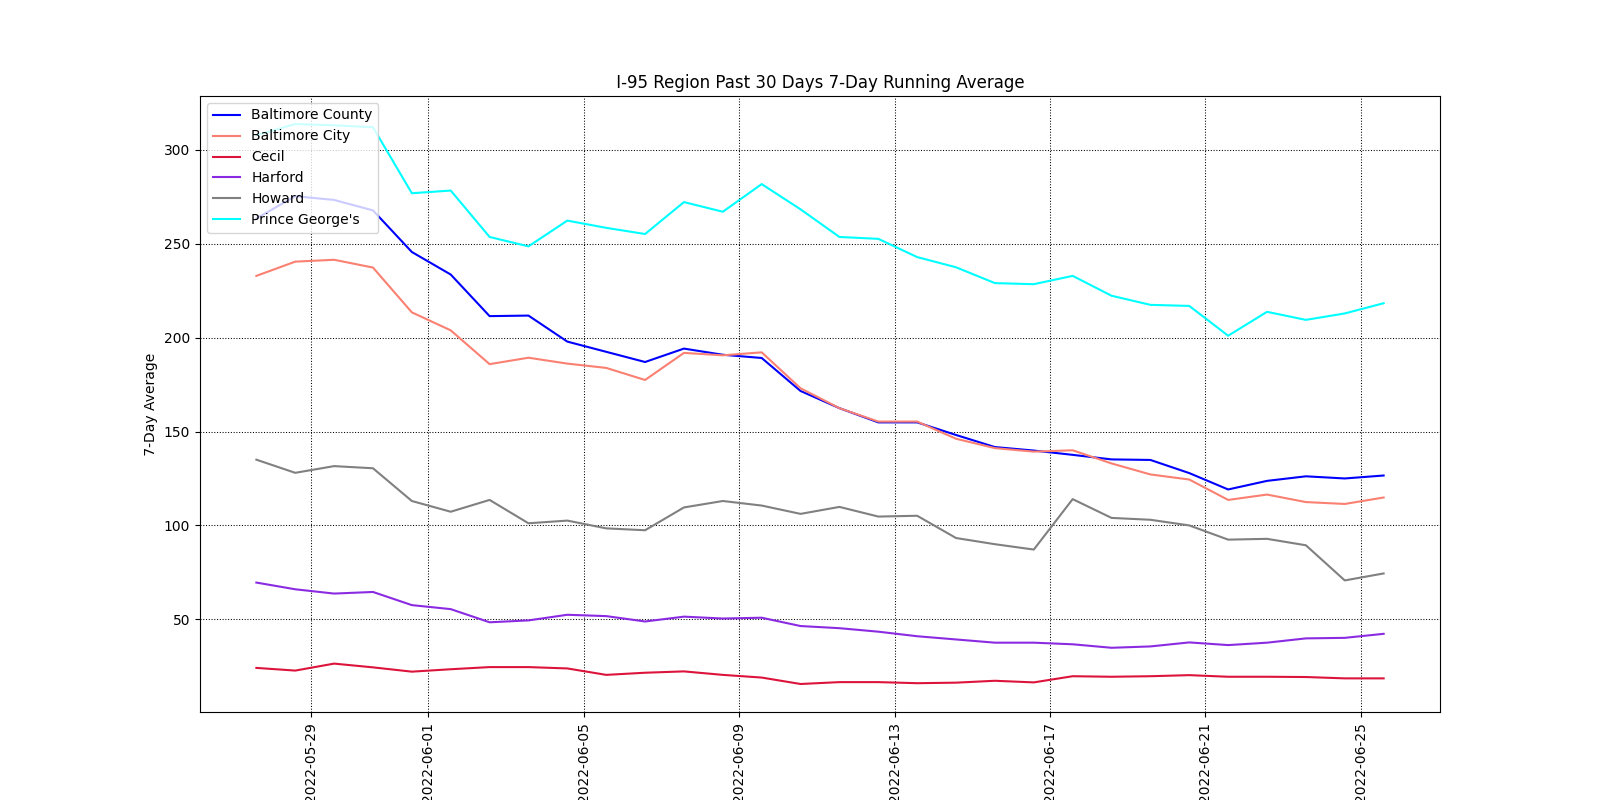 I-95 Region Past 30 Days 7-Day Running Average
Baltimore County
Baltimore City
Cecil
Harford
Howard
Prince George's
300
250
200
150
100
50
7-Day Average
2022-05-29
2022-06-01
2022-06-05
2022-06-09
2022-06-13
2022-06-17
2022-06-21
2022-06-25